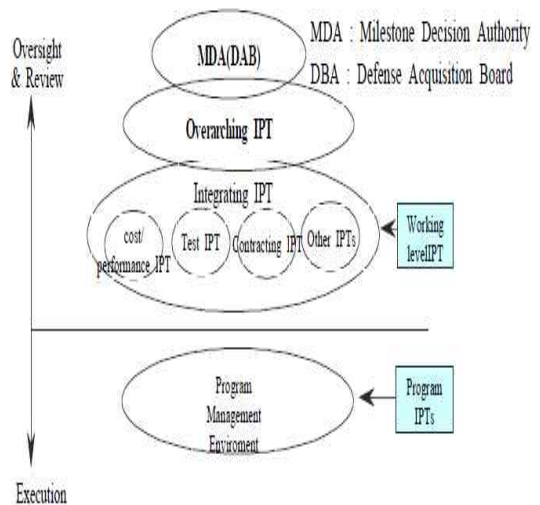 Oversight
& Review
MDA(DAB)
MDA : Milestone Decision Authority
DBA : Defense Acquisition Board
Overarching IPT
Integrating IPT
cost/
performance IPT
Test IPT
Contracting IPT
Other IPTs
Working
levelIPT
Program
Management
Enviroment
Program
IPTs
Execution